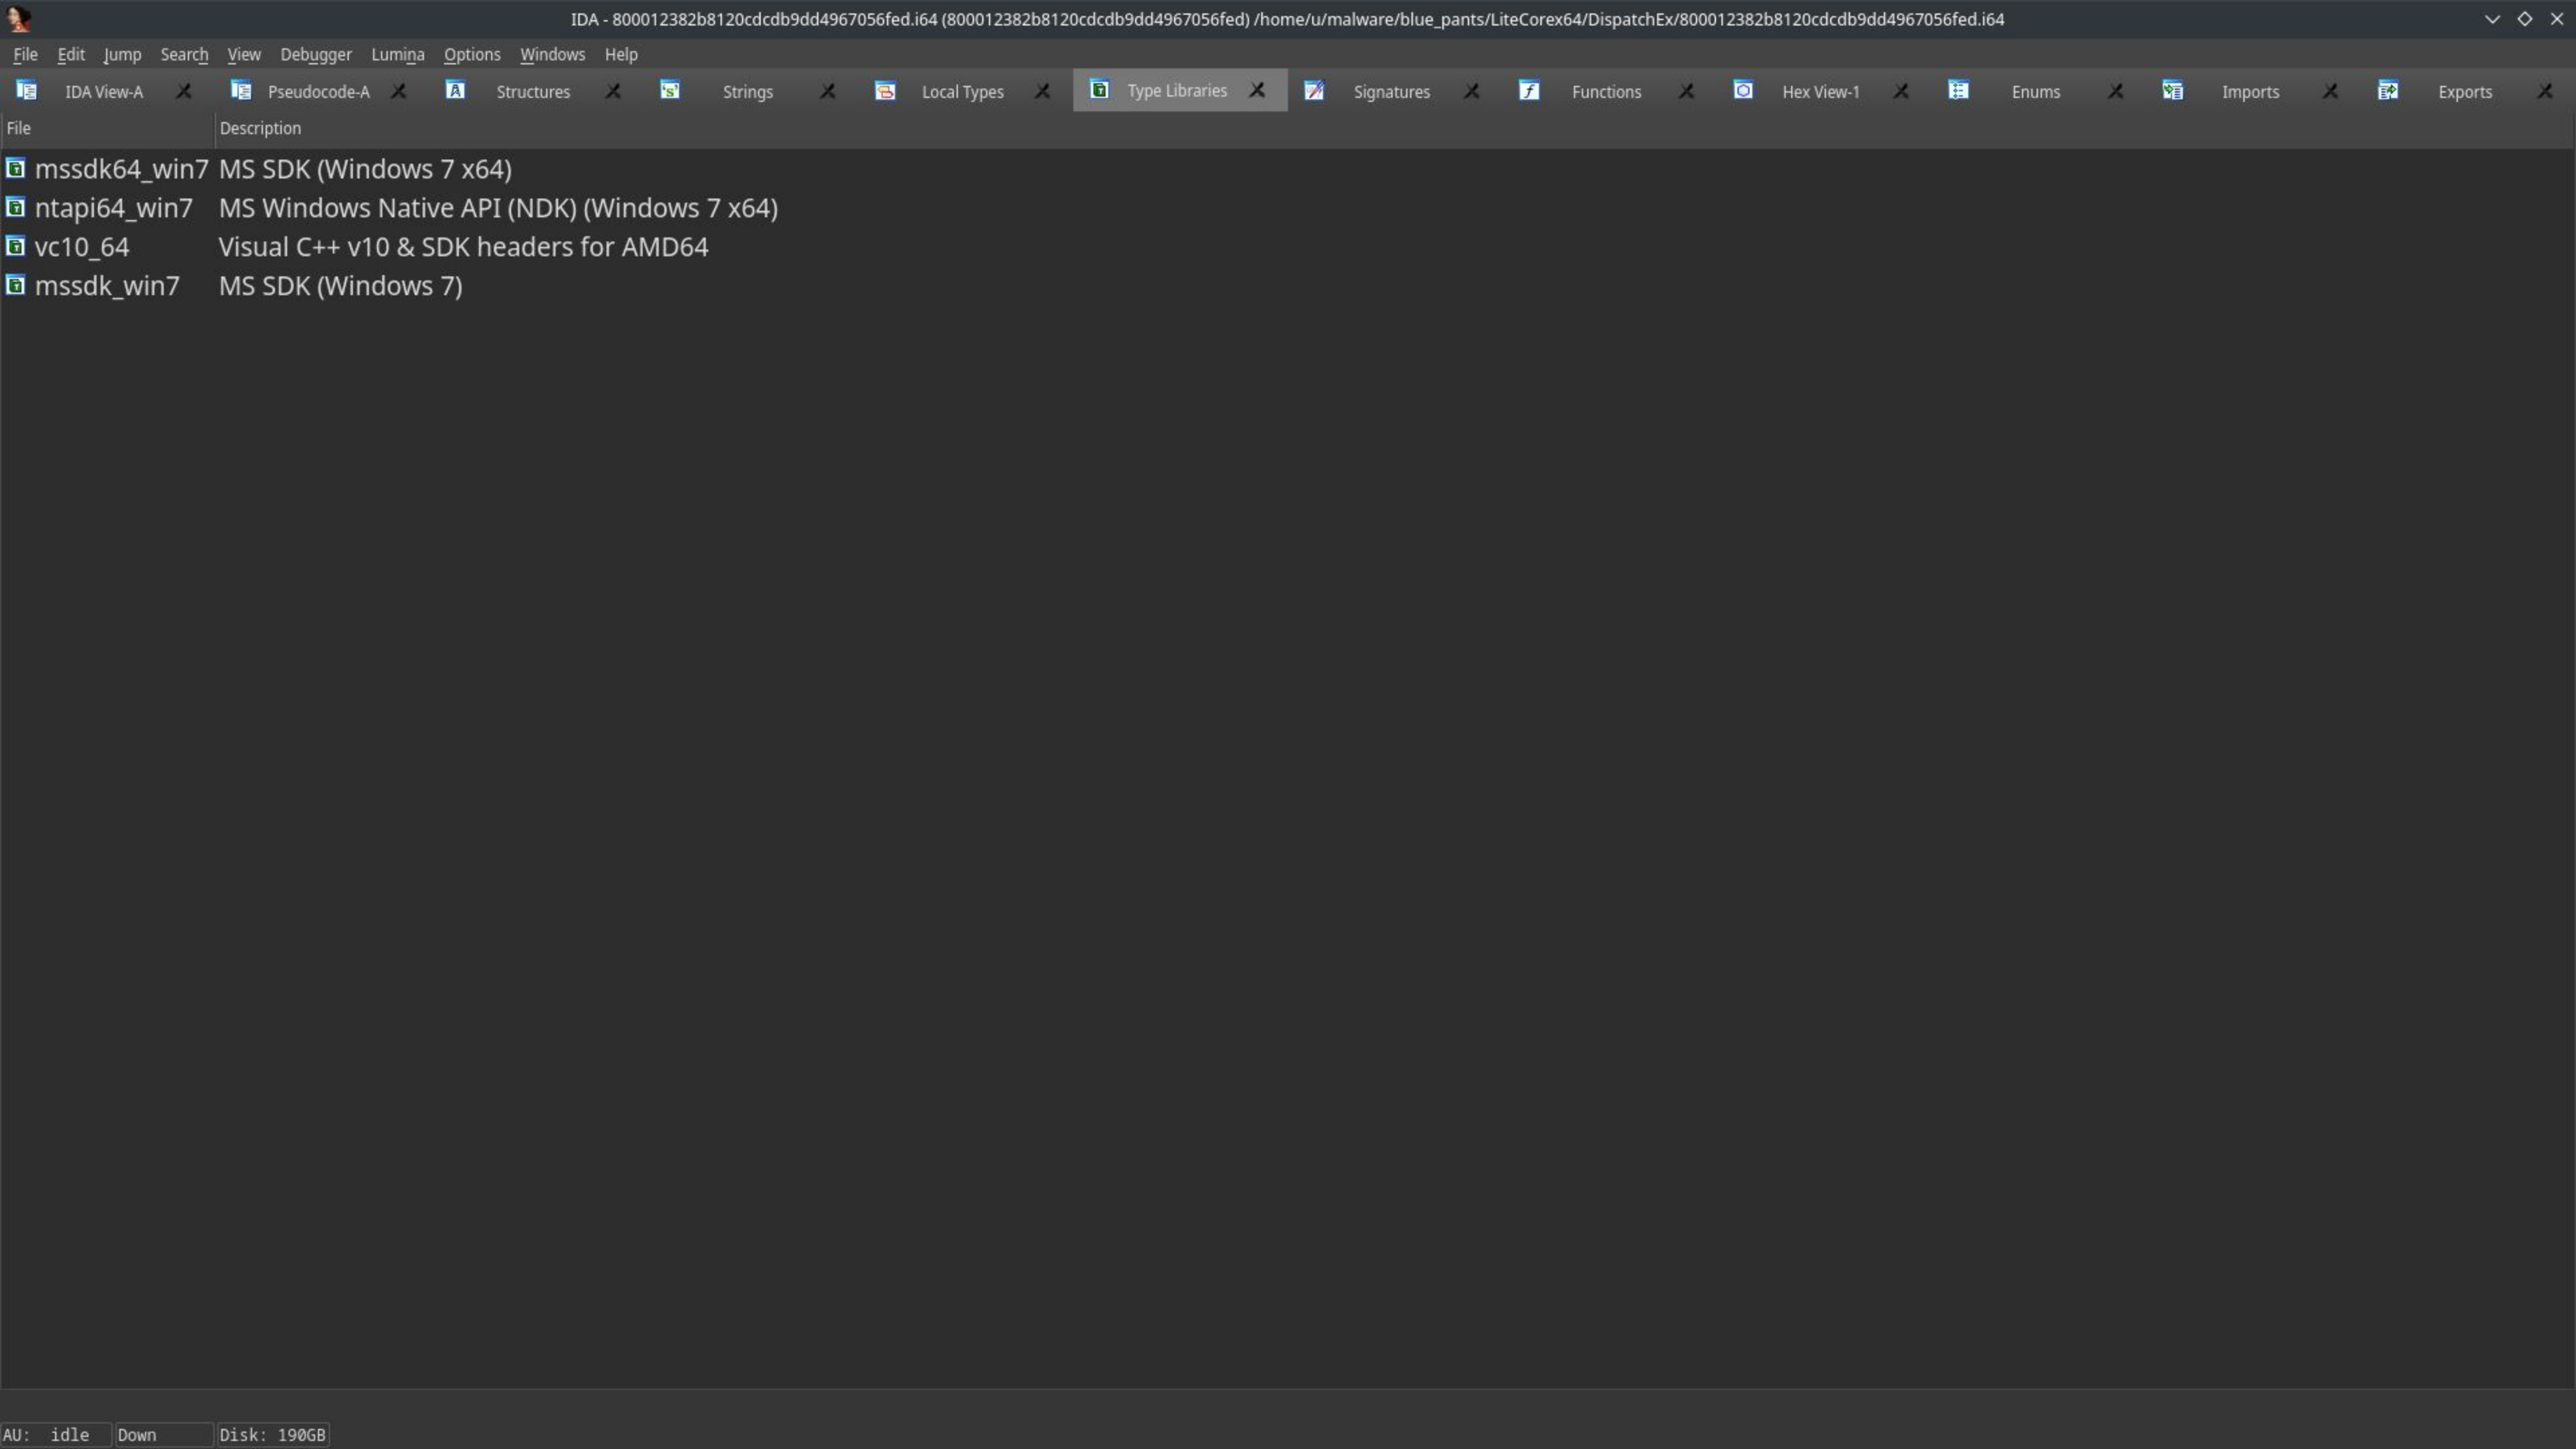 IDA - 800012382b8120cdcdb9dd4967056fed.i64 (800012382b8120cdcdb9dd4967056fed) /home/u/malware/blue_pants/LiteCorex64/DispatchEx/800012382b8120cdcdb9dd4967056fed.i64
File Edit Jump Search View Debugger Lumina Options Windows Help
IDA View-A Pseudocode-A Structures Strings Local Types Type Libraries Signatures Functions Hex View-1 Enums Imports Exports
File Description
mssdk64_win7 MS SDK (Windows 7 x64)
ntapi64_win7 MS Windows Native API (NDK) (Windows 7 x64)
vc10_64 Visual C++ v10 & SDK headers for AMD64
mssdk_win7 MS SDK (Windows 7)
AU: idle Down Disk: 190GB